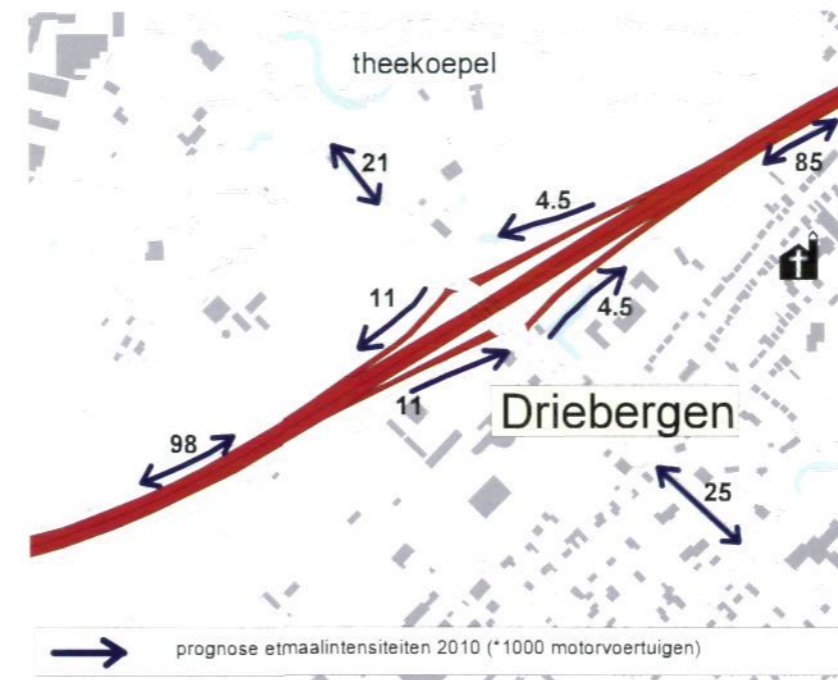 theekoepel
21
85
4.5
11
4.5
11
Driebergen
98
25
prognose etmaalintensiteiten 2010 (*1000 motorvoertuigen)